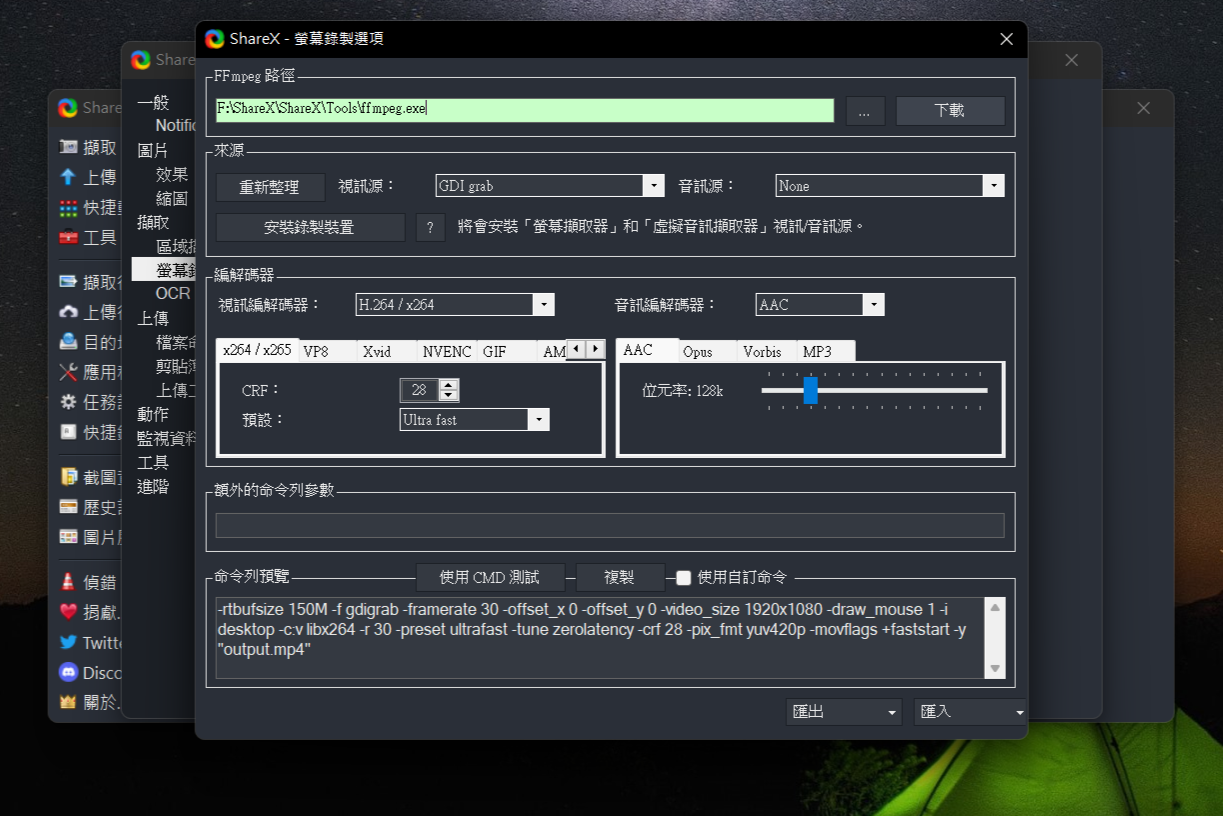 ShareX - 螢幕錄製選項
FFmpeg 路徑
F:\ShareX\ShareX\Tools\ffmpeg.exe
...
下載
來源
重新整理
視訊源：
GDI grab
音訊源：
None
安裝錄製裝置
?
將會安裝「螢幕擷取器」和「虛擬音訊擷取器」視訊/音訊源。
編解碼器
視訊編解碼器：
H.264 / x264
音訊編解碼器：
AAC
x264 / x265
VP8
Xvid
NVENC
GIF
AM
AAC
Opus
Vorbis
MP3
CRF：
28
預設：
Ultra fast
位元率: 128k
額外的命令列參數
命令列預覽
使用 CMD 測試
複製
使用自訂命令
-rtbufsize 150M -f gdigrab -framerate 30 -offset_x 0 -offset_y 0 -video_size 1920x1080 -draw_mouse 1 -i
desktop -c:v libx264 -r 30 -preset ultrafast -tune zerolatency -crf 28 -pix_fmt yuv420p -movflags +faststart -y
"output.mp4"
匯出
匯入
Share
一般
Notific
圖片
效果
縮圖
擷取
區域
螢幕
OCR
上傳
檔案
剪貼
上傳
動作
監視資料
工具
進階
Share
擷取
上傳
快捷
工具
擷取
上傳
目的
應用
任務
快捷
截圖
歷史
圖片
偵錯
捐獻.
Twitt
Disco
關於.